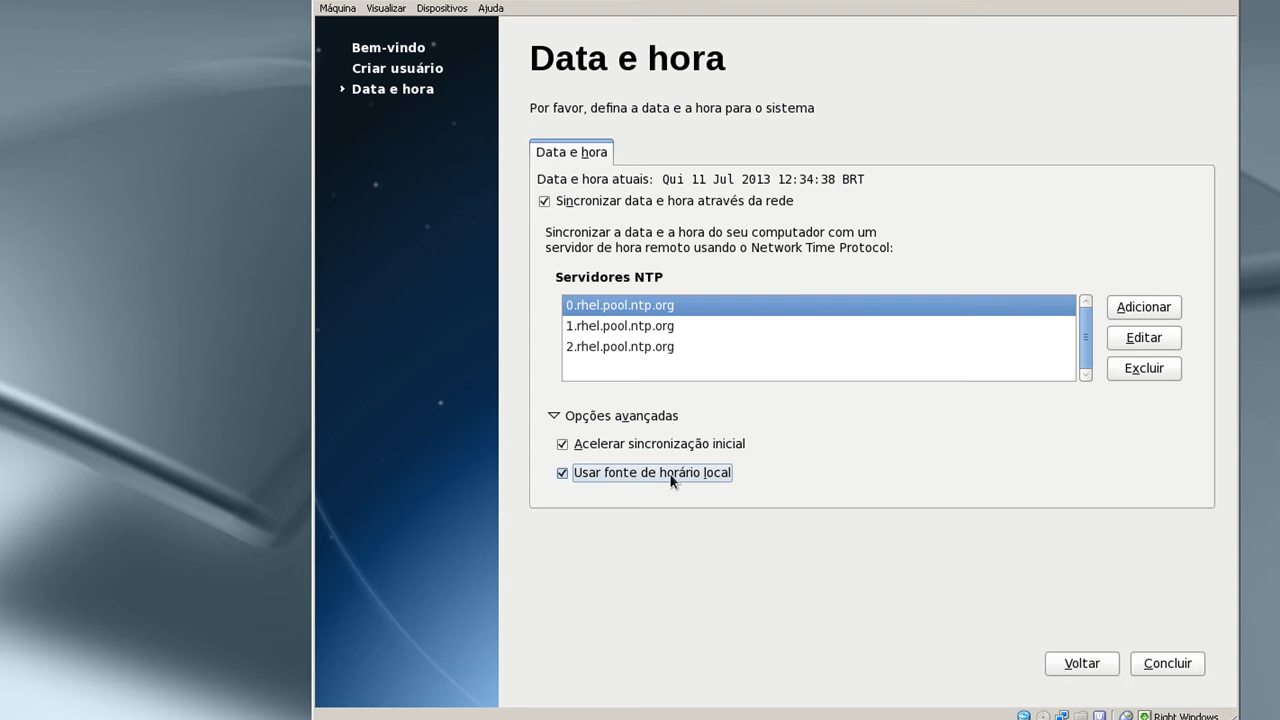 Máquina Visualizar Dispositivos Ajuda
Bem-vindo
Criar usuário
Data e hora
Data e hora
Por favor, defina a data e a hora para o sistema
Data e hora
Data e hora atuais: Qui 11 Jul 2013 12:34:38 BRT
Sincronizar data e hora através da rede
Sincronizar a data e a hora do seu computador com um
servidor de hora remoto usando o Network Time Protocol:
Servidores NTP
0.rhel.pool.ntp.org
1.rhel.pool.ntp.org
2.rhel.pool.ntp.org
Adicionar
Editar
Excluir
Opções avançadas
Acelerar sincronização inicial
Usar fonte de horário local
Voltar Concluir
Right Windows